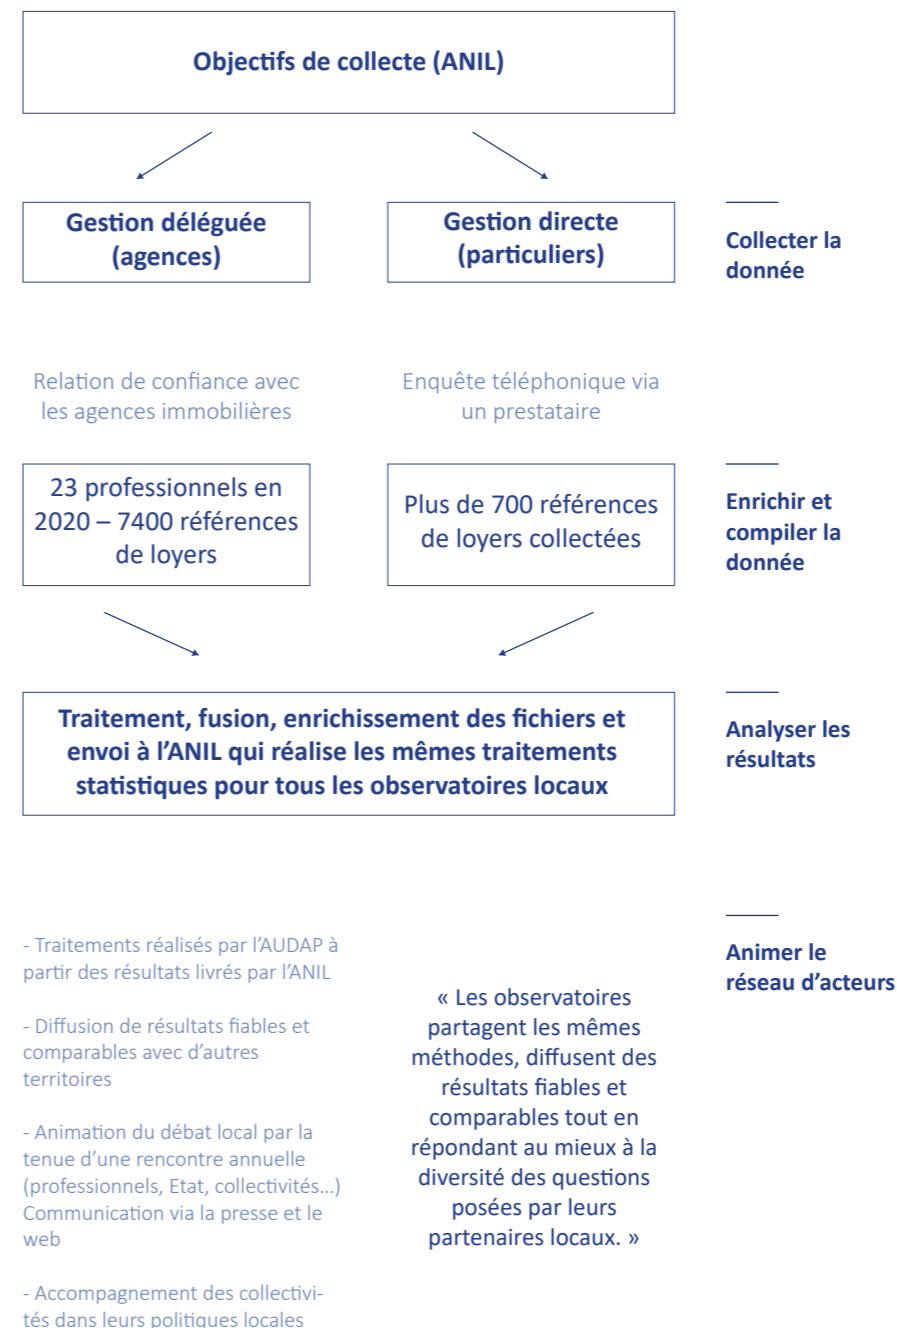 Objectifs de collecte (ANIL)
Gestion déléguée
(agences)
Gestion directe
(particuliers)
Collecter la
donnée
Relation de confiance avec
les agences immobilières
Enquête téléphonique via
un prestataire
23 professionnels en
2020 – 7400 références
de loyers
Plus de 700 références
de loyers collectées
Enrichir et
compiler la
donnée
Traitement, fusion, enrichissement des fichiers et
envoi à l’ANIL qui réalise les mêmes traitements
statistiques pour tous les observatoires locaux
Analyser les
résultats
Animer le
réseau d’acteurs
- Traitements réalisés par l’AUDAP à
partir des résultats livrés par l’ANIL
- Diffusion de résultats fiables et
comparables avec d’autres
territoires
- Animation du débat local par la
tenue d’une rencontre annuelle
(professionnels, Etat, collectivités...)
Communication via la presse et le
web
- Accompagnement des collectivi-
tés dans leurs politiques locales
« Les observatoires
partagent les mêmes
méthodes, diffusent des
résultats fiables et
comparables tout en
répondant au mieux à la
diversité des questions
posées par leurs
partenaires locaux. »